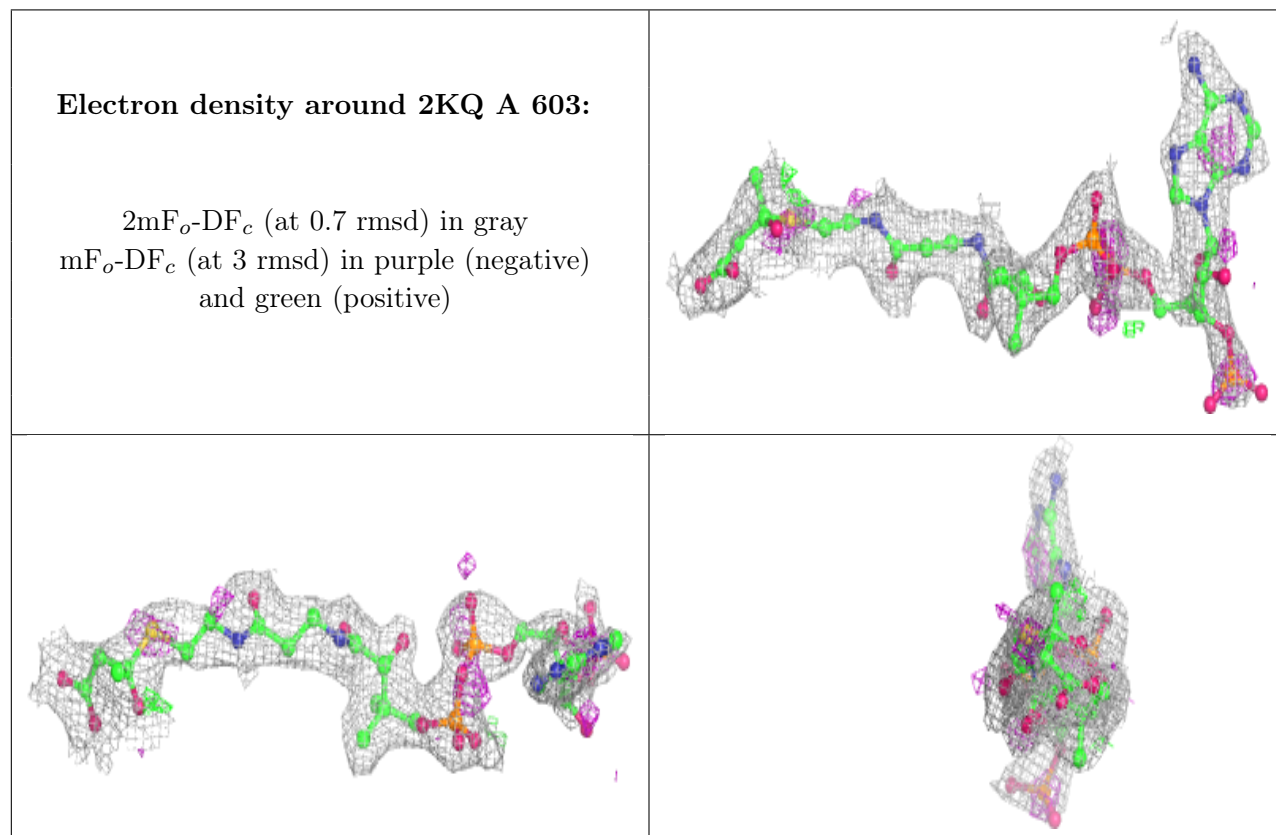 Electron density around 2KQ A 603:
2mFo-DFc (at 0.7 rmsd) in gray
mFo-DFc (at 3 rmsd) in purple (negative)
and green (positive)